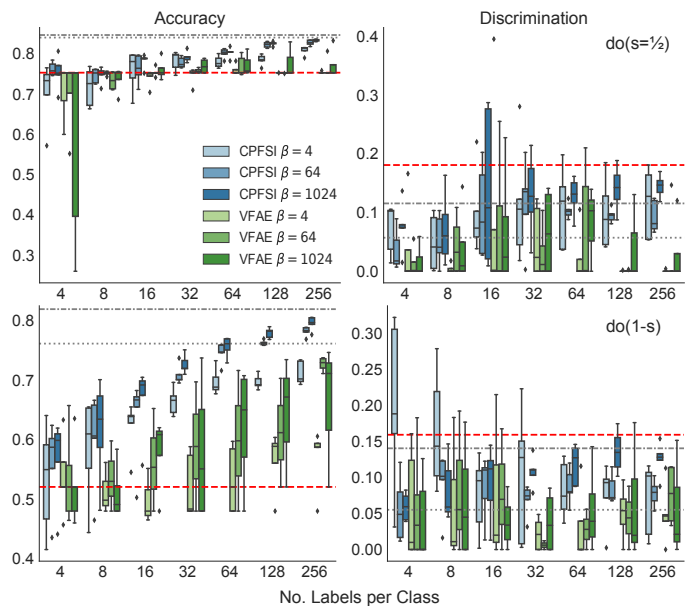 Accuracy
Discrimination
do(s=½)
0.8
0.7
0.6
0.5
0.4
0.3
CPFSI β = 4
CPFSI β = 64
CPFSI β = 1024
VFAE β = 4
VFAE β = 64
VFAE β = 1024
4 8 16 32 64 128 256
0.4
0.3
0.2
0.1
0.0
4 8 16 32 64 128 256
0.8
0.7
0.6
0.5
0.4
4 8 16 32 64 128 256
do(1-s)
0.30
0.25
0.20
0.15
0.10
0.05
0.00
4 8 16 32 64 128 256
No. Labels per Class